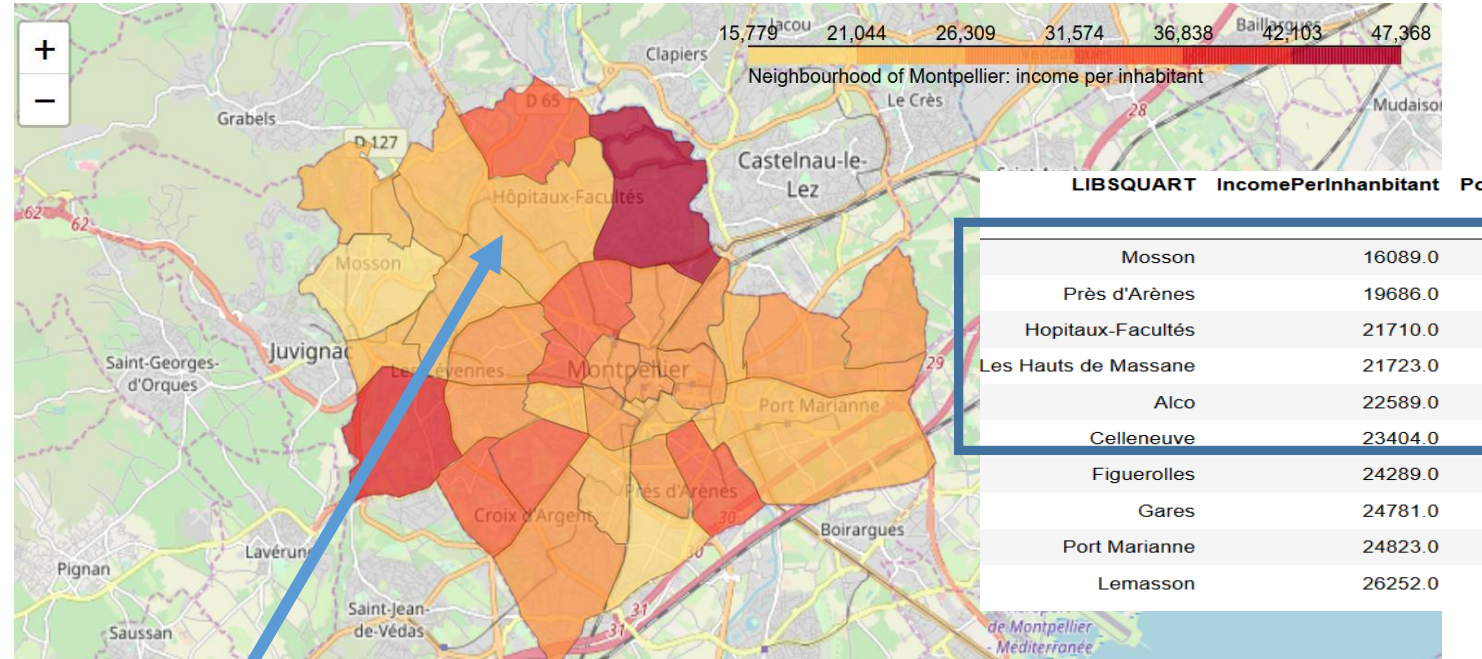 +
−
Jacou
15,779 21,044 26,309 31,574 36,838 42,103 47,368
Baillargues
Neighbourhood of Montpellier: income per inhabitant
Clapiers
D 65
Le Crès
28
Mudaison
Grabels
D 127
Castelnau-le-
Lez
Hôpitaux-Facultés
62
62
Mosson
Juvignac
Saint-Georges-
d'Orques
Les Cévennes
Montpellier
29
Port Marianne
Prés d'Arènes
Croix d'Argent
30
30
Boirargues
Lavérune
Pignan
Saint-Jean-
de-Védas
31
31
Saussan
de Montpellier
- Méditerranée
LIBSQUART IncomePerInhanbitant Po
Mosson 16089.0
Près d'Arènes 19686.0
Hopitaux-Facultés 21710.0
Les Hauts de Massane 21723.0
Alco 22589.0
Celleneuve 23404.0
Figuerolles 24289.0
Gares 24781.0
Port Marianne 24823.0
Lemasson 26252.0